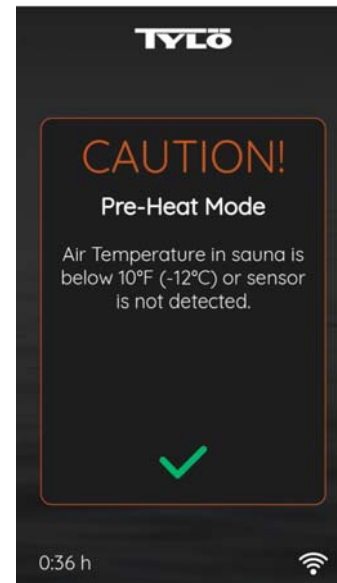 TYLÖ
CAUTION!
Pre-Heat Mode
Air Temperature in sauna is
below 10°F (-12°C) or sensor
is not detected.
0:36 h